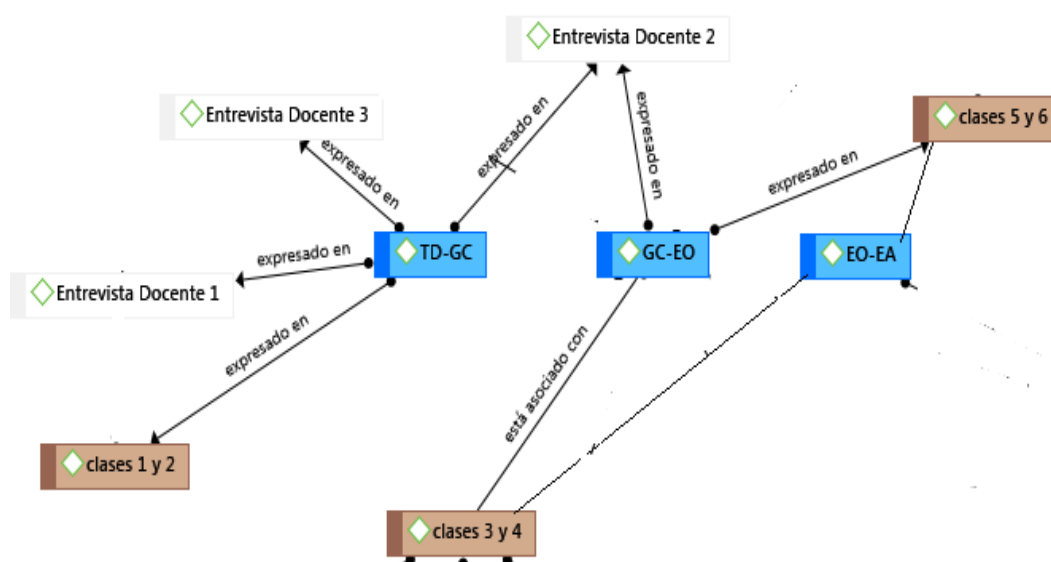 Entrevista Docente 2
Entrevista Docente 3
clases 5 y 6
expresado en
expresado en
expresado en
expresado en
TD-GC
GC-EO
EO-EA
expresado en
Entrevista Docente 1
expresado en
está asociado con
clases 1 y 2
clases 3 y 4